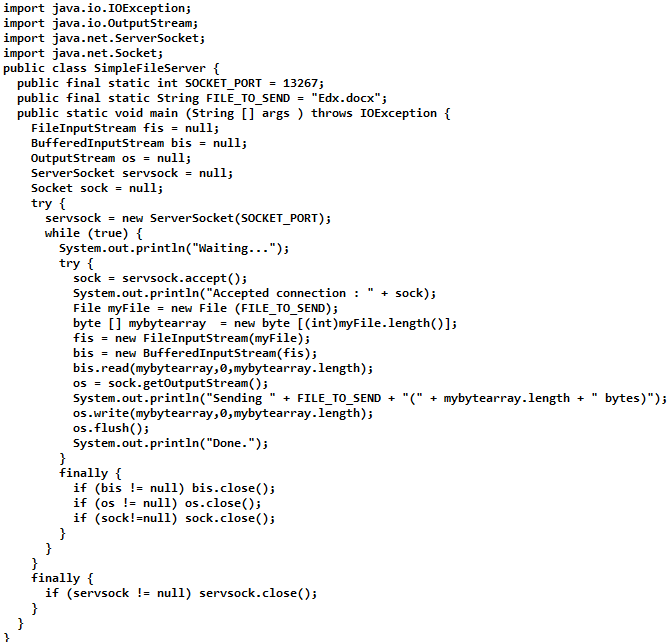 import java.io.IOException;
import java.io.OutputStream;
import java.net.ServerSocket;
import java.net.Socket;
public class SimpleFileServer {
  public final static int SOCKET_PORT = 13267;
  public final static String FILE_TO_SEND = "Edx.docx";
  public static void main (String [] args ) throws IOException {
    FileInputStream fis = null;
    BufferedInputStream bis = null;
    OutputStream os = null;
    ServerSocket servsock = null;
    Socket sock = null;
    try {
      servsock = new ServerSocket(SOCKET_PORT);
      while (true) {
        System.out.println("Waiting...");
        try {
          sock = servsock.accept();
          System.out.println("Accepted connection : " + sock);
          File myFile = new File (FILE_TO_SEND);
          byte [] mybytearray  = new byte [(int)myFile.length()];
          fis = new FileInputStream(myFile);
          bis = new BufferedInputStream(fis);
          bis.read(mybytearray,0,mybytearray.length);
          os = sock.getOutputStream();
          System.out.println("Sending " + FILE_TO_SEND + "(" + mybytearray.length + " bytes)");
          os.write(mybytearray,0,mybytearray.length);
          os.flush();
          System.out.println("Done.");
        }
        finally {
          if (bis != null) bis.close();
          if (os != null) os.close();
          if (sock!=null) sock.close();
        }
      }
    }
    finally {
      if (servsock != null) servsock.close();
    }
  }
}